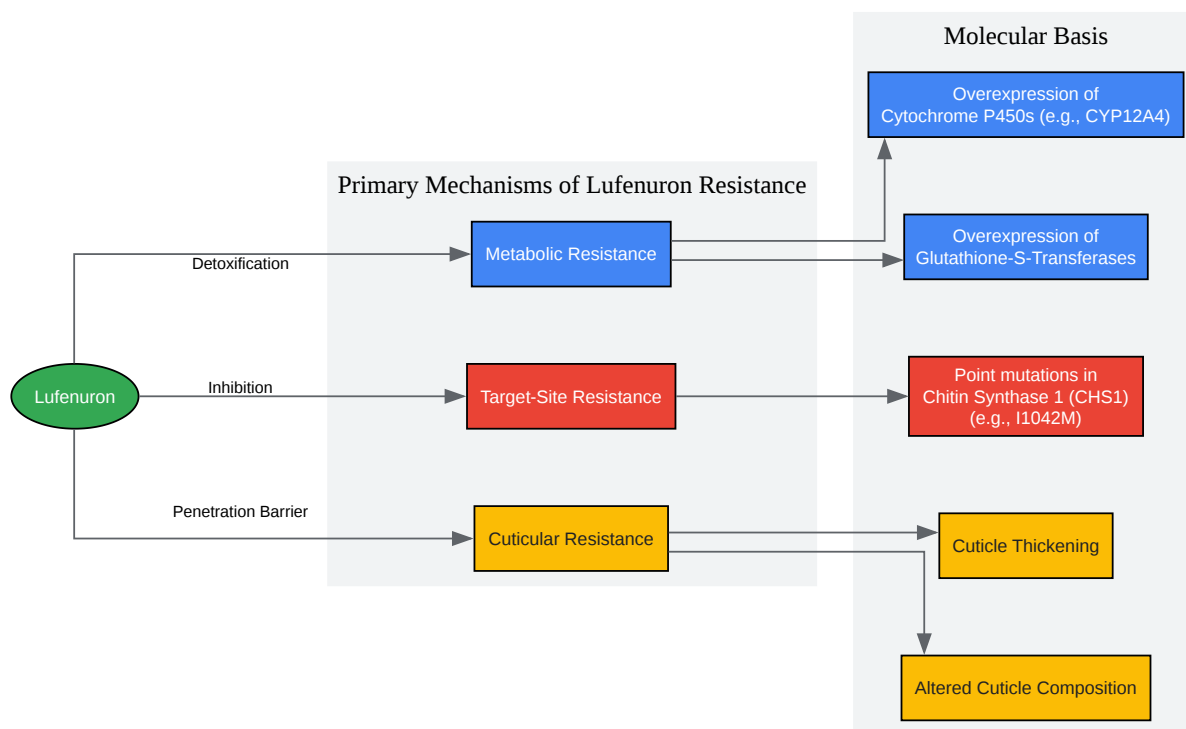 Molecular Basis
Overexpression of
Cytochrome P450s (e.g., CYP12A4)
Primary Mechanisms of Lufenuron Resistance
Detoxification
Metabolic Resistance
Overexpression of
Glutathione-S-Transferases
Lufenuron
Inhibition
Target-Site Resistance
Point mutations in
Chitin Synthase 1 (CHS1)
(e.g., I1042M)
Penetration Barrier
Cuticular Resistance
Cuticle Thickening
Altered Cuticle Composition